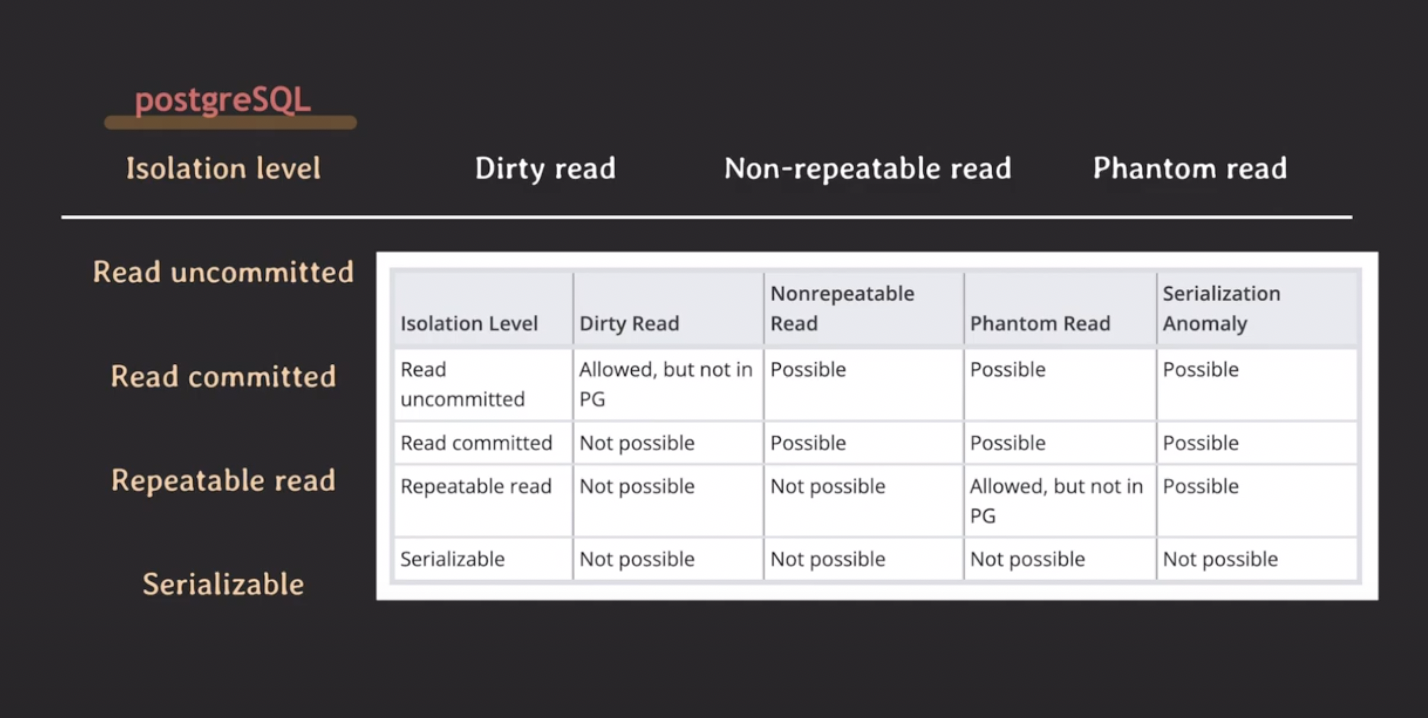 postgreSQL
Isolation level Dirty read Non-repeatable read Phantom read
Read uncommitted
Read committed
Repeatable read
Serializable
Isolation Level Dirty Read Nonrepeatable Read Phantom Read Serialization Anomaly
Read uncommitted Allowed, but not in PG Possible Possible Possible
Read committed Not possible Possible Possible Possible
Repeatable read Not possible Not possible Allowed, but not in PG Possible
Serializable Not possible Not possible Not possible Not possible